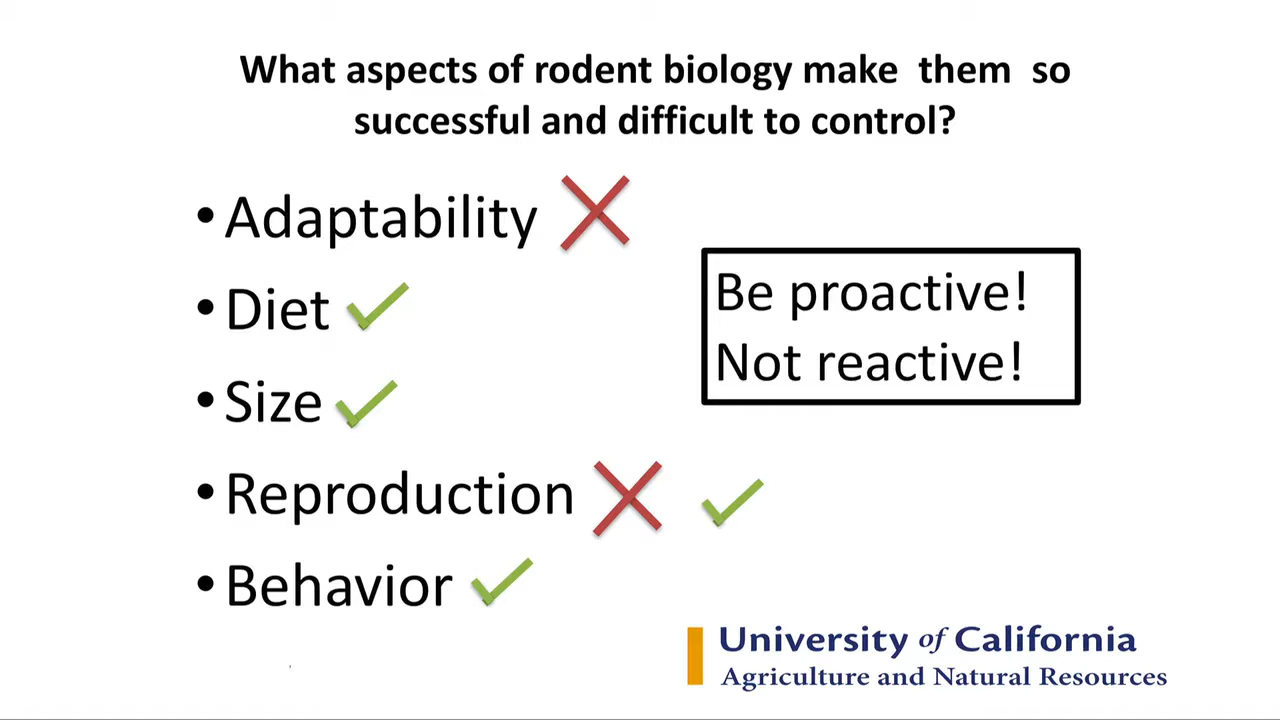 What aspects of rodent biology make them so
successful and difficult to control?
• Adaptability
• Diet
• Size
• Reproduction
• Behavior
Be proactive!
Not reactive!
University of California
Agriculture and Natural Resources